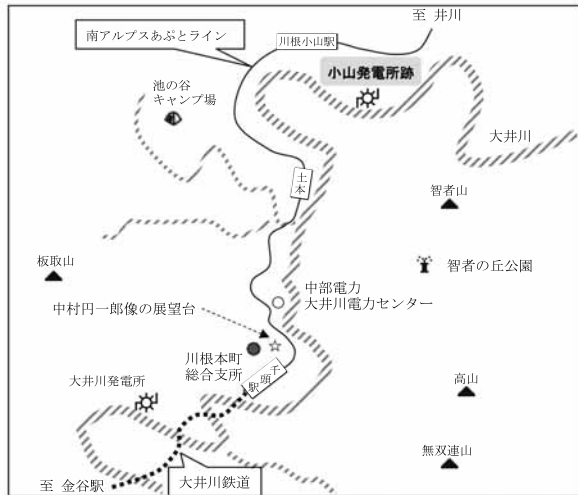 至 井川
川根小山駅
南アルプスあぷとライン
小山発電所跡
池の谷
キャンプ場
大井川
土本
智者山
智者の丘公園
板取山
中部電力
大井川電力センター
中村円一郎像の展望台
川根本町
総合支所
千頭駅
大井川発電所
高山
無双連山
至 金谷駅
大井川鉄道